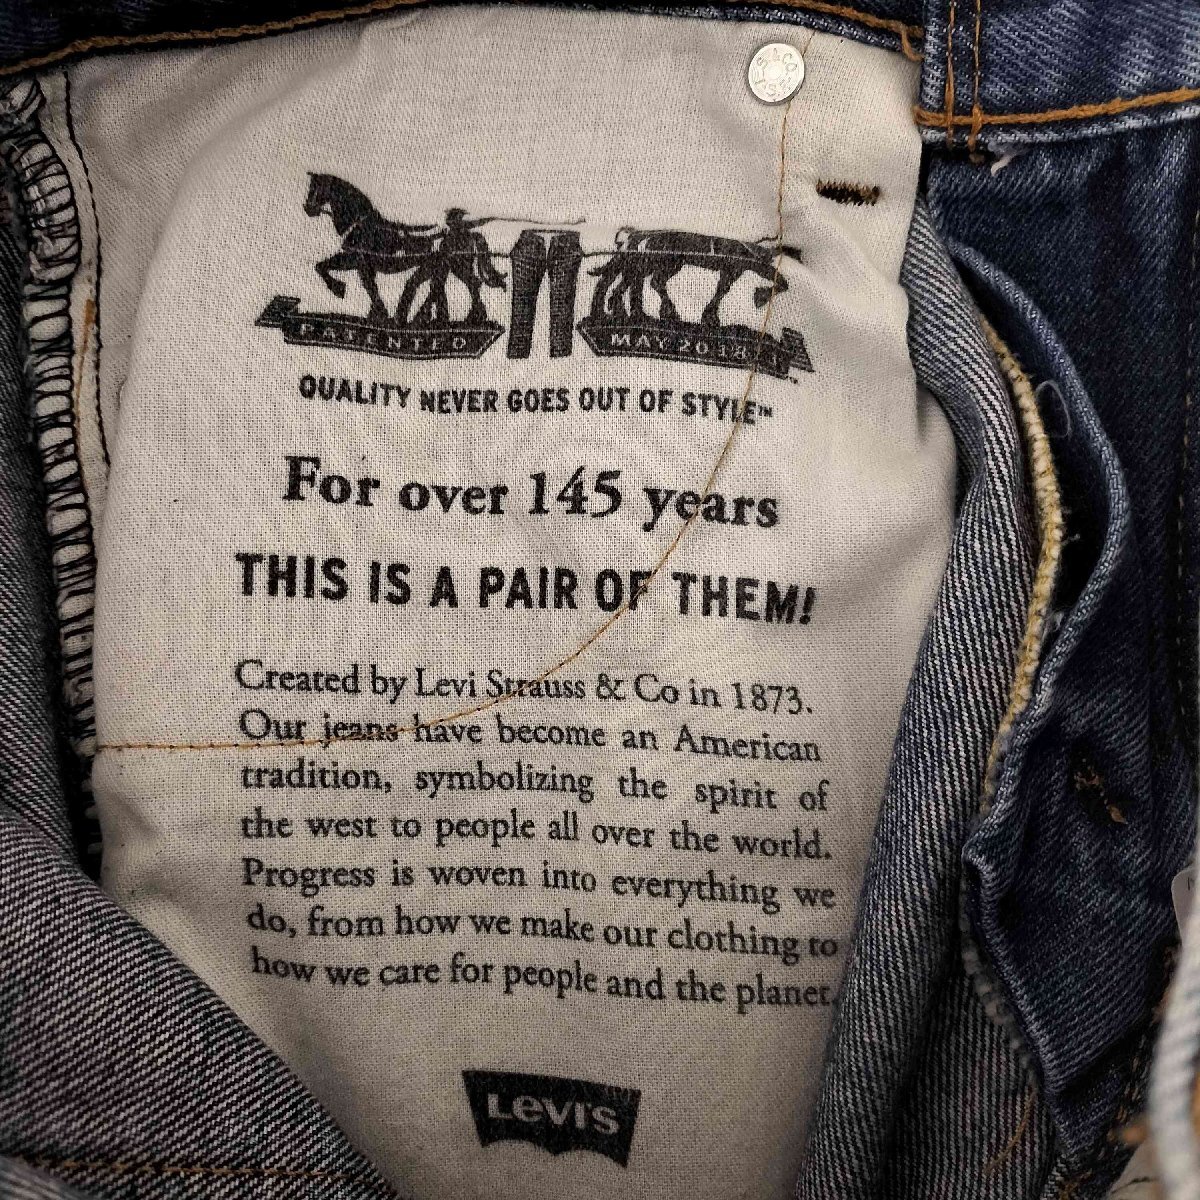 PATENTED MAY 20 18
QUALITY NEVER GOES OUT OF STYLE™
For over 145 years
THIS IS A PAIR OF THEM!
Created by Levi Strauss & Co in 1873.
Our jeans have become an American
tradition, symbolizing the spirit of
the west to people all over the world.
Progress is woven into everything we
do, from how we make our clothing to
how we care for people and the planet.
LEVI'S